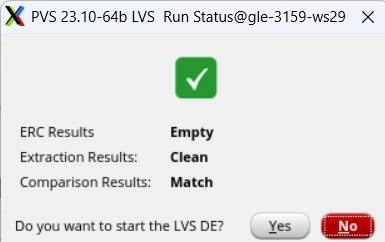 PVS 23.10-64b LVS Run Status@gle-3159-ws29
ERC Results Empty
Extraction Results: Clean
Comparison Results: Match
Do you want to start the LVS DE? Yes No